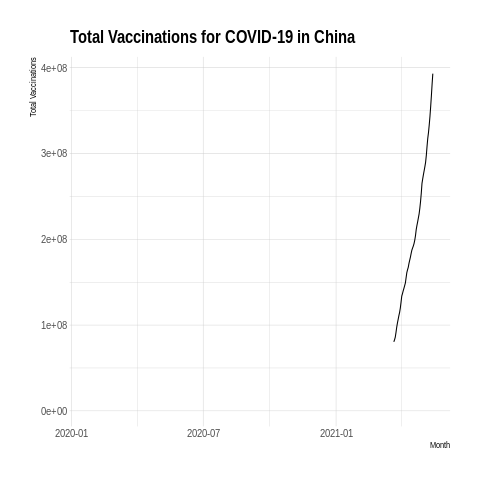 Total Vaccinations for COVID-19 in China
Total Vaccinations
4e+08
3e+08
2e+08
1e+08
0e+00
2020-01 2020-07 2021-01
Month